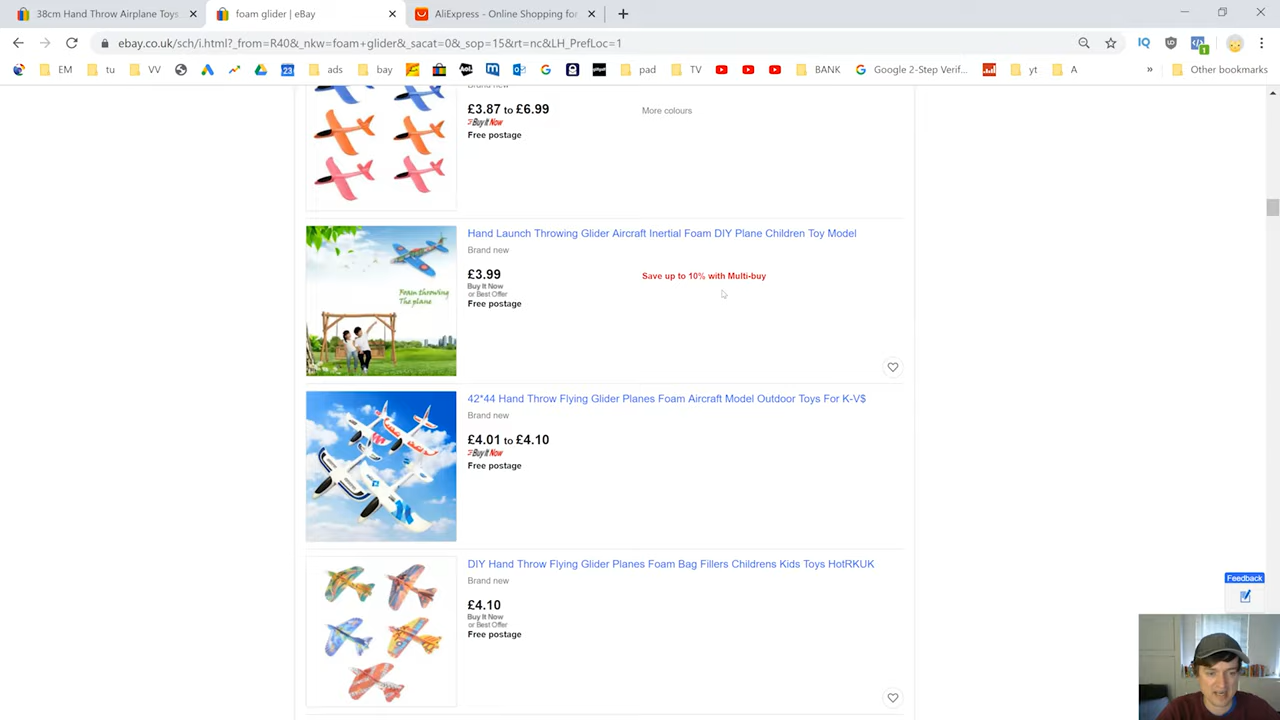 38cm Hand Throw Airplane Toys
foam glider | eBay
AliExpress - Online Shopping for
ebay.co.uk/sch/i.html?_from=R40&_nkw=foam+glider&_sacat=0&_sop=15&rt=nc&LH_PrefLoc=1
EM
tu
VV
ads
bay
pad
TV
BANK
Google 2-Step Verif...
yt
A
»
Other bookmarks
Brand new
£3.87 to £6.99
More colours
Buy It Now
Free postage
Hand Launch Throwing Glider Aircraft Inertial Foam DIY Plane Children Toy Model
Brand new
£3.99
Save up to 10% with Multi-buy
Buy It Now
or Best Offer
Free postage
Foam throwing
The plane
42*44 Hand Throw Flying Glider Planes Foam Aircraft Model Outdoor Toys For K-V$
Brand new
£4.01 to £4.10
Buy It Now
Free postage
DIY Hand Throw Flying Glider Planes Foam Bag Fillers Childrens Kids Toys HotRKUK
Brand new
£4.10
Buy It Now
or Best Offer
Free postage
Feedback